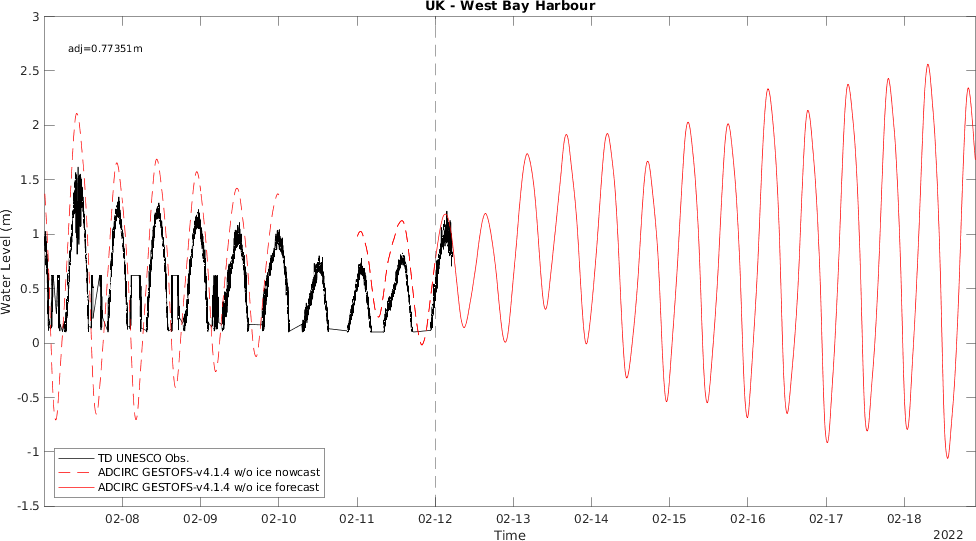 UK - West Bay Harbour
adj=0.77351m
3
2.5
2
1.5
1
0.5
0
-0.5
-1
-1.5
Water Level (m)
TD UNESCO Obs.
ADCIRC GESTOFS-v4.1.4 w/o ice nowcast
ADCIRC GESTOFS-v4.1.4 w/o ice forecast
02-08 02-09 02-10 02-11 02-12 02-13 02-14 02-15 02-16 02-17 02-18
Time
2022